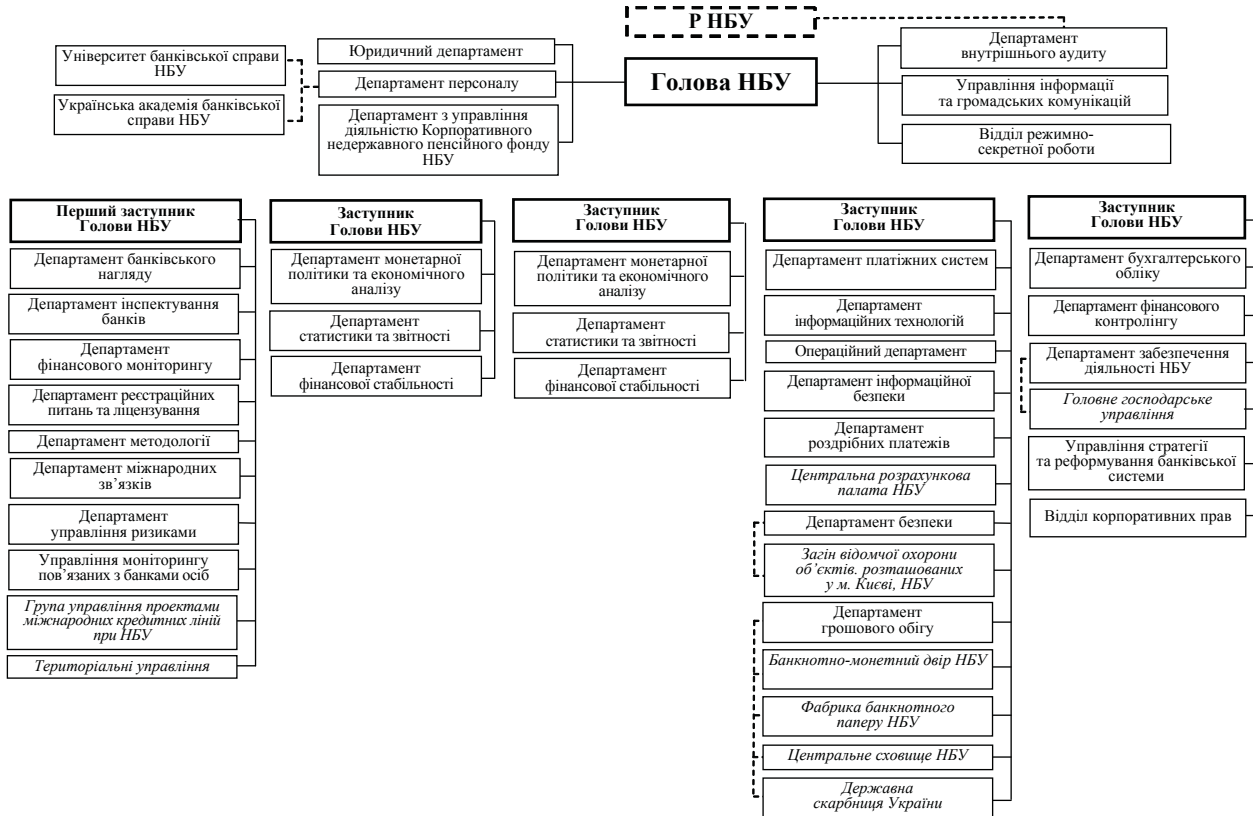 Р НБУ
Голова НБУ
Університет банківської справи
НБУ
Українська академія банківської
справи НБУ
Юридичний департамент
Департамент персоналу
Департамент з управління
діяльністю Корпоративного
недержавного пенсійного фонду
НБУ
Департамент
внутрішнього аудиту
Управління інформації
та громадських комунікацій
Відділ режимно-
секретної роботи
Перший заступник
Голови НБУ
Департамент банківського
нагляду
Департамент інспектування
банків
Департамент
фінансового моніторингу
Департамент реєстраційних
питань та ліцензування
Департамент методології
Департамент міжнародних
зв’язків
Департамент
управління ризиками
Управління моніторингу
пов’язаних з банками осіб
Група управління проектами
міжнародних кредитних ліній
при НБУ
Територіальні управління
Заступник
Голови НБУ
Департамент монетарної
політики та економічного
аналізу
Департамент
статистики та звітності
Департамент
фінансової стабільності
Заступник
Голови НБУ
Департамент монетарної
політики та економічного
аналізу
Департамент
статистики та звітності
Департамент
фінансової стабільності
Заступник
Голови НБУ
Департамент платіжних систем
Департамент
інформаційних технологій
Операційний департамент
Департамент інформаційної
безпеки
Департамент
роздрібних платежів
Центральна розрахункова
палата НБУ
Департамент безпеки
Загін відомчої охорони
об’єктів. розташованих
у м. Києві, НБУ
Департамент
грошового обігу
Банкнотно-монетний двір НБУ
Фабрика банкнотного
паперу НБУ
Центральне сховище НБУ
Державна
скарбниця України
Заступник
Голови НБУ
Департамент бухгалтерського
обліку
Департамент фінансового
контролінгу
Департамент забезпечення
діяльності НБУ
Головне господарське
управління
Управління стратегії
та реформування банківської
системи
Відділ корпоративних прав